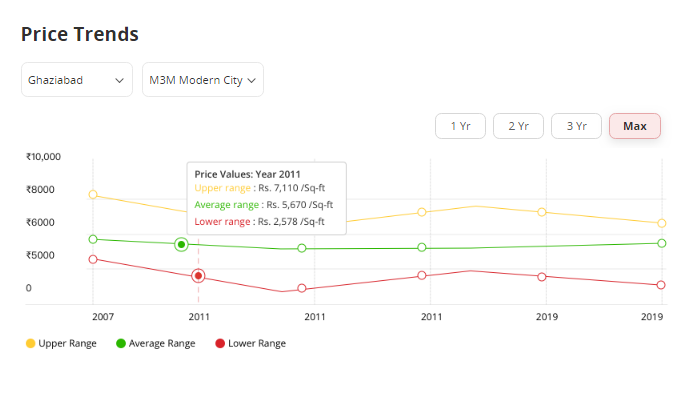 Price Trends
Ghaziabad
M3M Modern City
1 Yr
2 Yr
3 Yr
Max
₹10,000
₹8000
₹6000
₹5000
0
Price Values: Year 2011
Upper range : Rs. 7,110 /Sq-ft
Average range : Rs. 5,670 /Sq-ft
Lower range : Rs. 2,578 /Sq-ft
2007 2011 2011 2011 2019 2019
Upper Range Average Range Lower Range